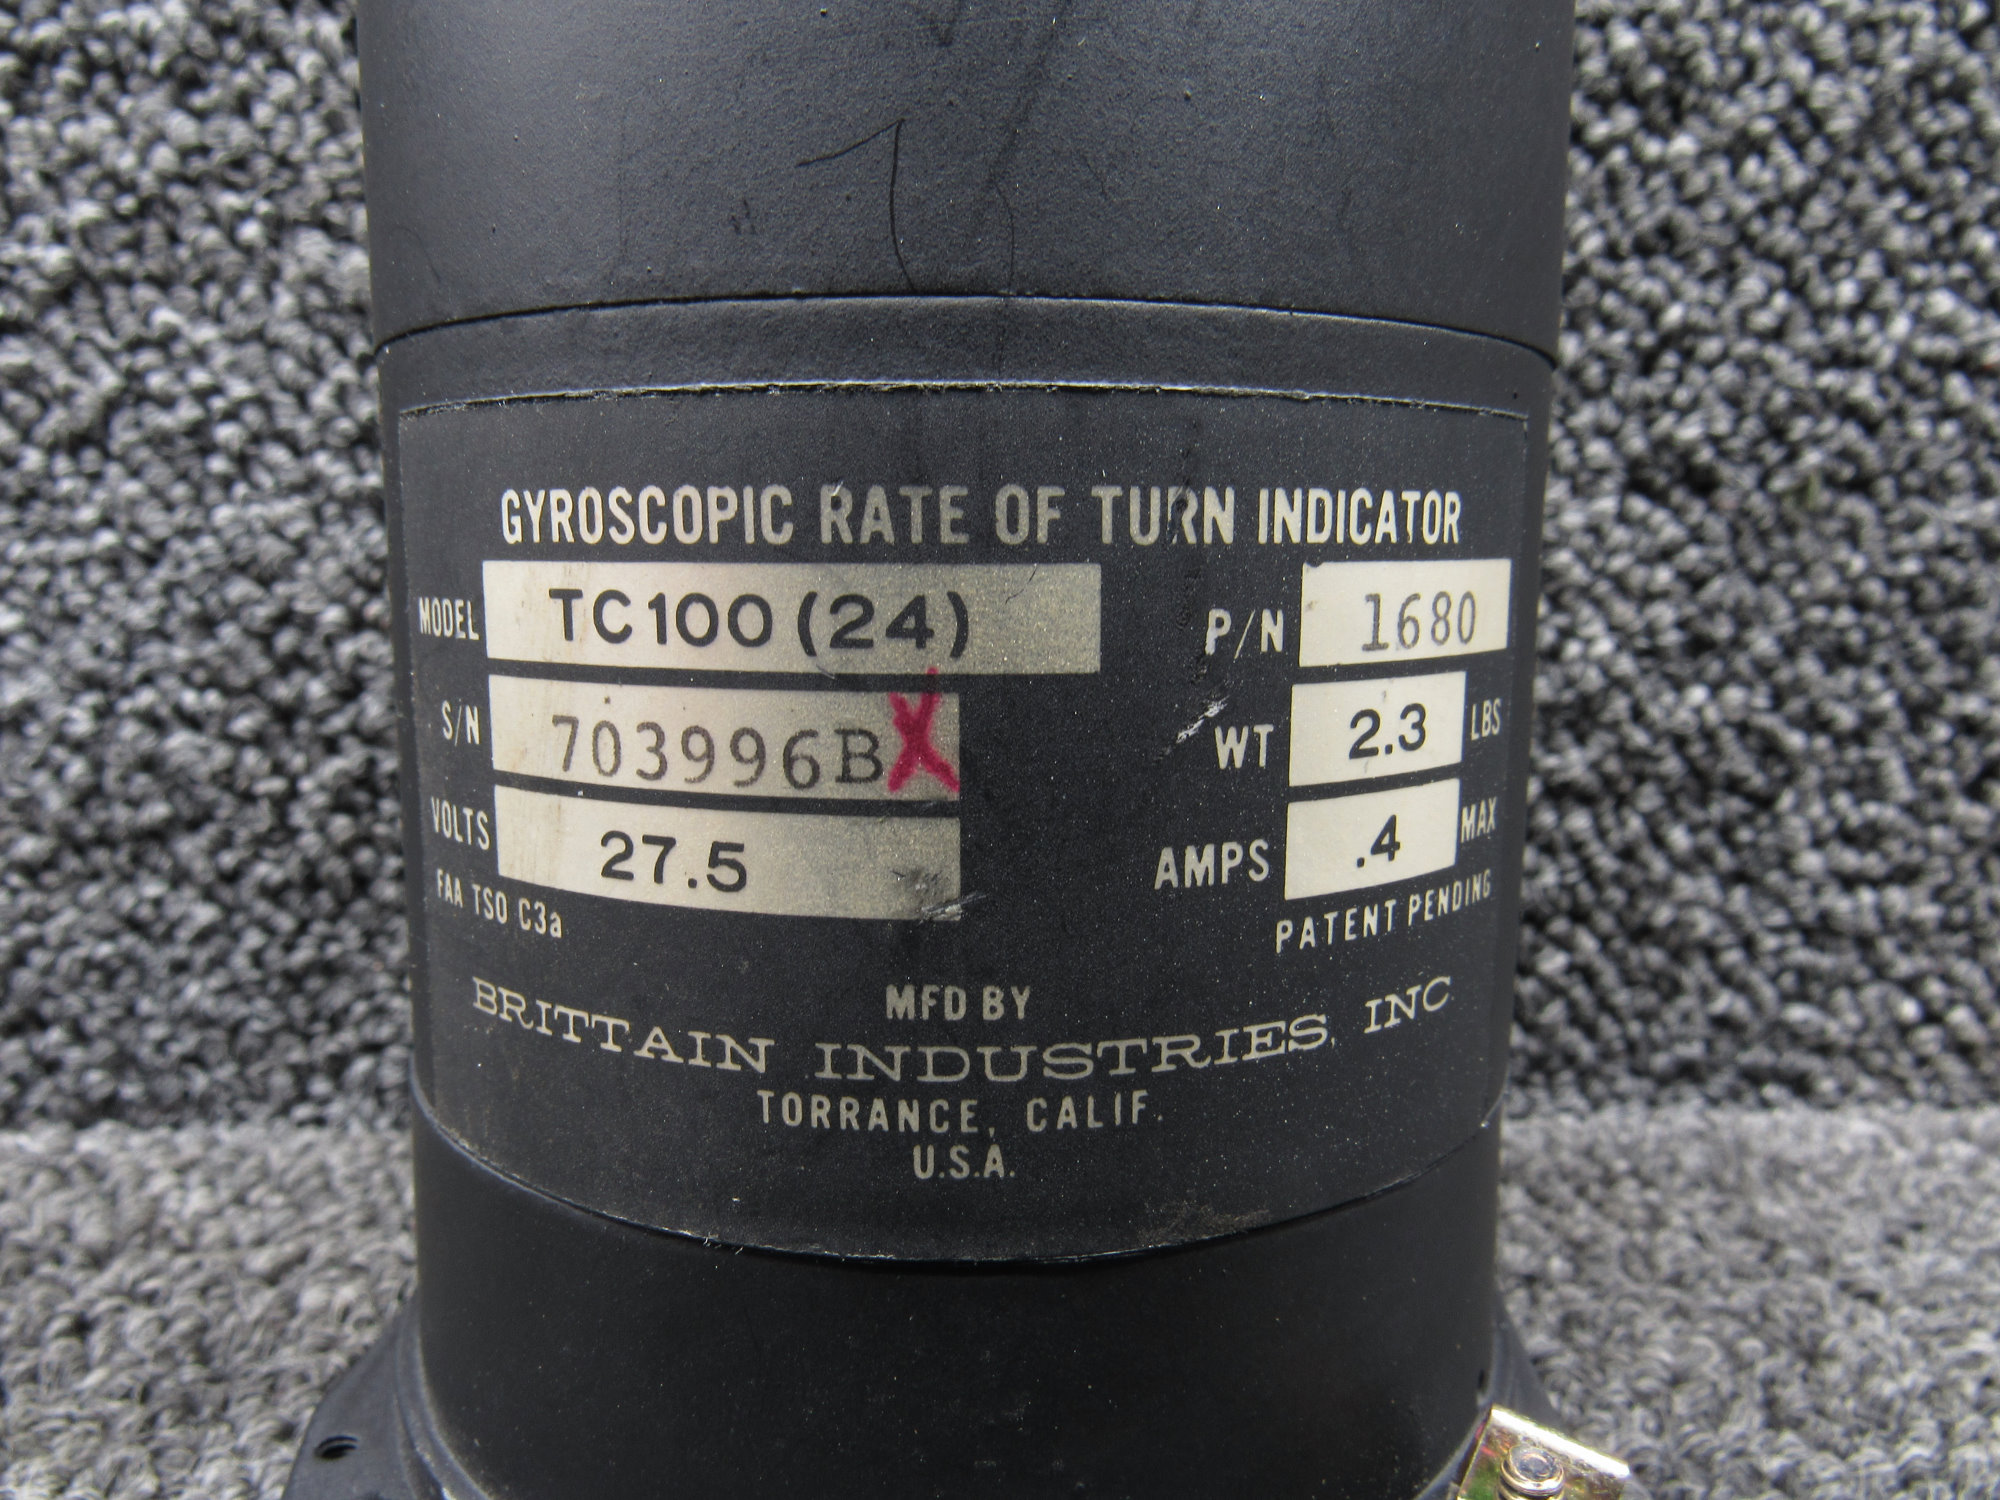 GYROSCOPIC RATE OF TURN INDICATOR
MODEL TC100 (24) P/N 1680
S/N 703996B X WT 2.3 LBS
VOLTS 27.5 AMPS .4 MAX
FAA TSO C3a PATENT PENDING
MFD BY
BRITTAIN INDUSTRIES, INC
TORRANCE, CALIF.
U.S.A.